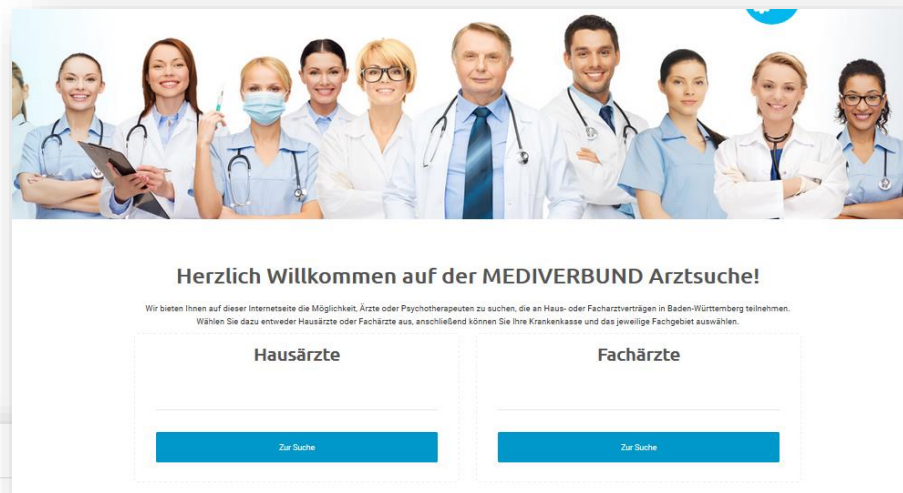 Herzlich Willkommen auf der MEDIVERBUND Arztsuche!
Wir bieten Ihnen auf dieser Internetseite die Möglichkeit, Ärzte oder Psychotherapeuten zu suchen, die an Haus- oder Facharztverträgen in Baden-Württemberg teilnehmen.
Wählen Sie dazu entweder Hausärzte oder Fachärzte aus, anschließend können Sie Ihre Krankenkasse und das jeweilige Fachgebiet auswählen.
Hausärzte
Fachärzte
Zur Suche
Zur Suche